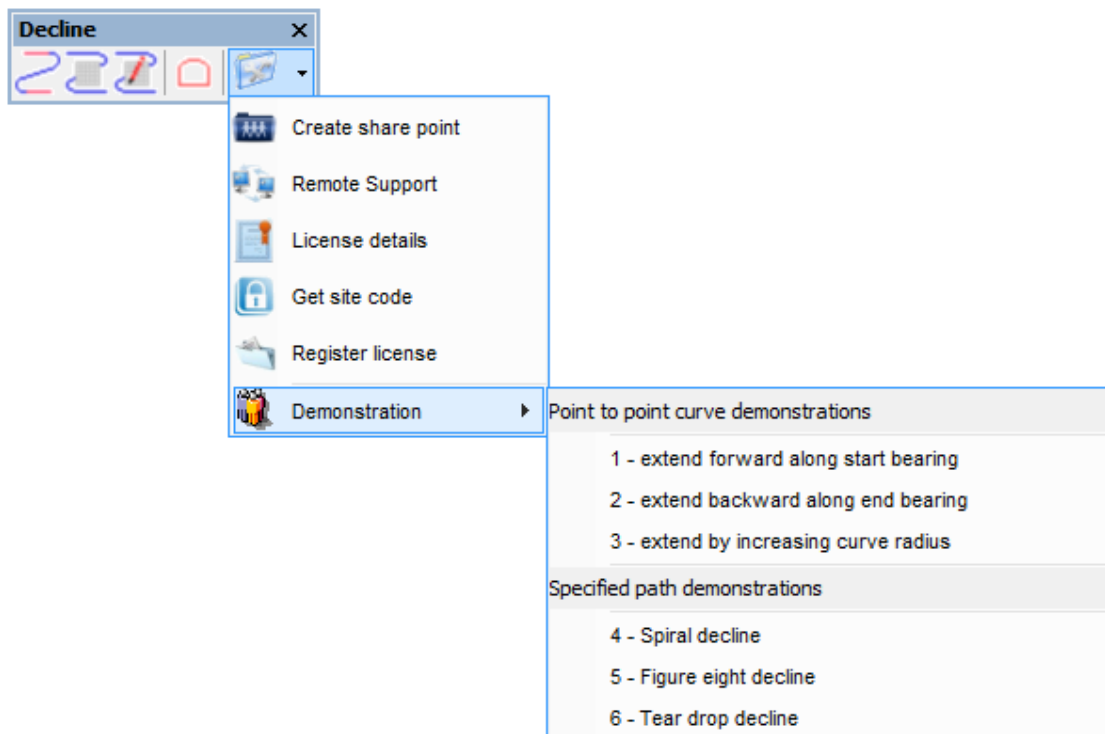 Decline
Create share point
Remote Support
License details
Get site code
Register license
Demonstration
Point to point curve demonstrations
1 - extend forward along start bearing
2 - extend backward along end bearing
3 - extend by increasing curve radius
Specified path demonstrations
4 - Spiral decline
5 - Figure eight decline
6 - Tear drop decline